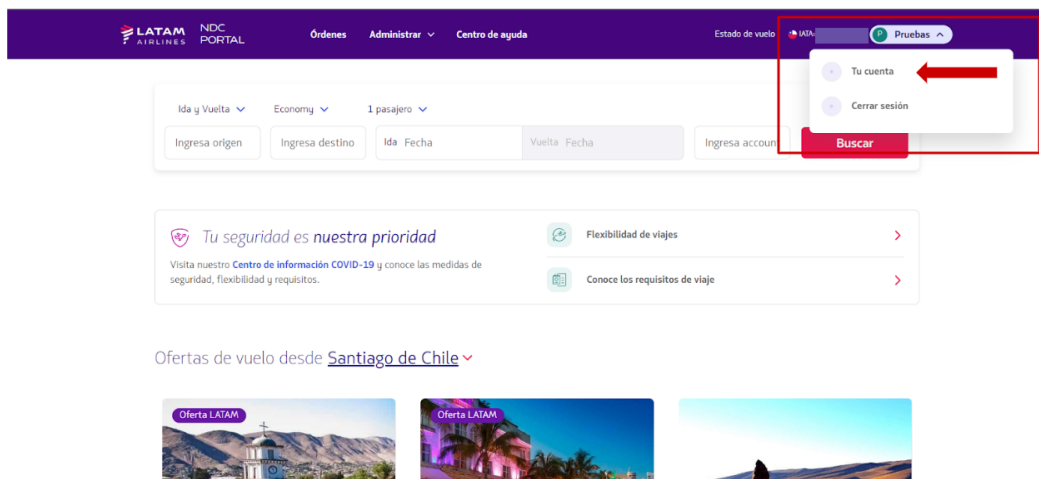 LATAM AIRLINES NDC PORTAL Órdenes Administrar Centro de ayuda Estado de vuelo IATA: P Pruebas
Tu cuenta
Cerrar sesión
Ida y Vuelta Economy 1 pasajero
Ingresa origen Ingresa destino Ida Fecha Vuelta Fecha Ingresa accoun Buscar
Tu seguridad es nuestra prioridad
Visita nuestro Centro de información COVID-19 y conoce las medidas de
seguridad, flexibilidad y requisitos.
Flexibilidad de viajes
Conoce los requisitos de viaje
Ofertas de vuelo desde Santiago de Chile
Oferta LATAM Oferta LATAM